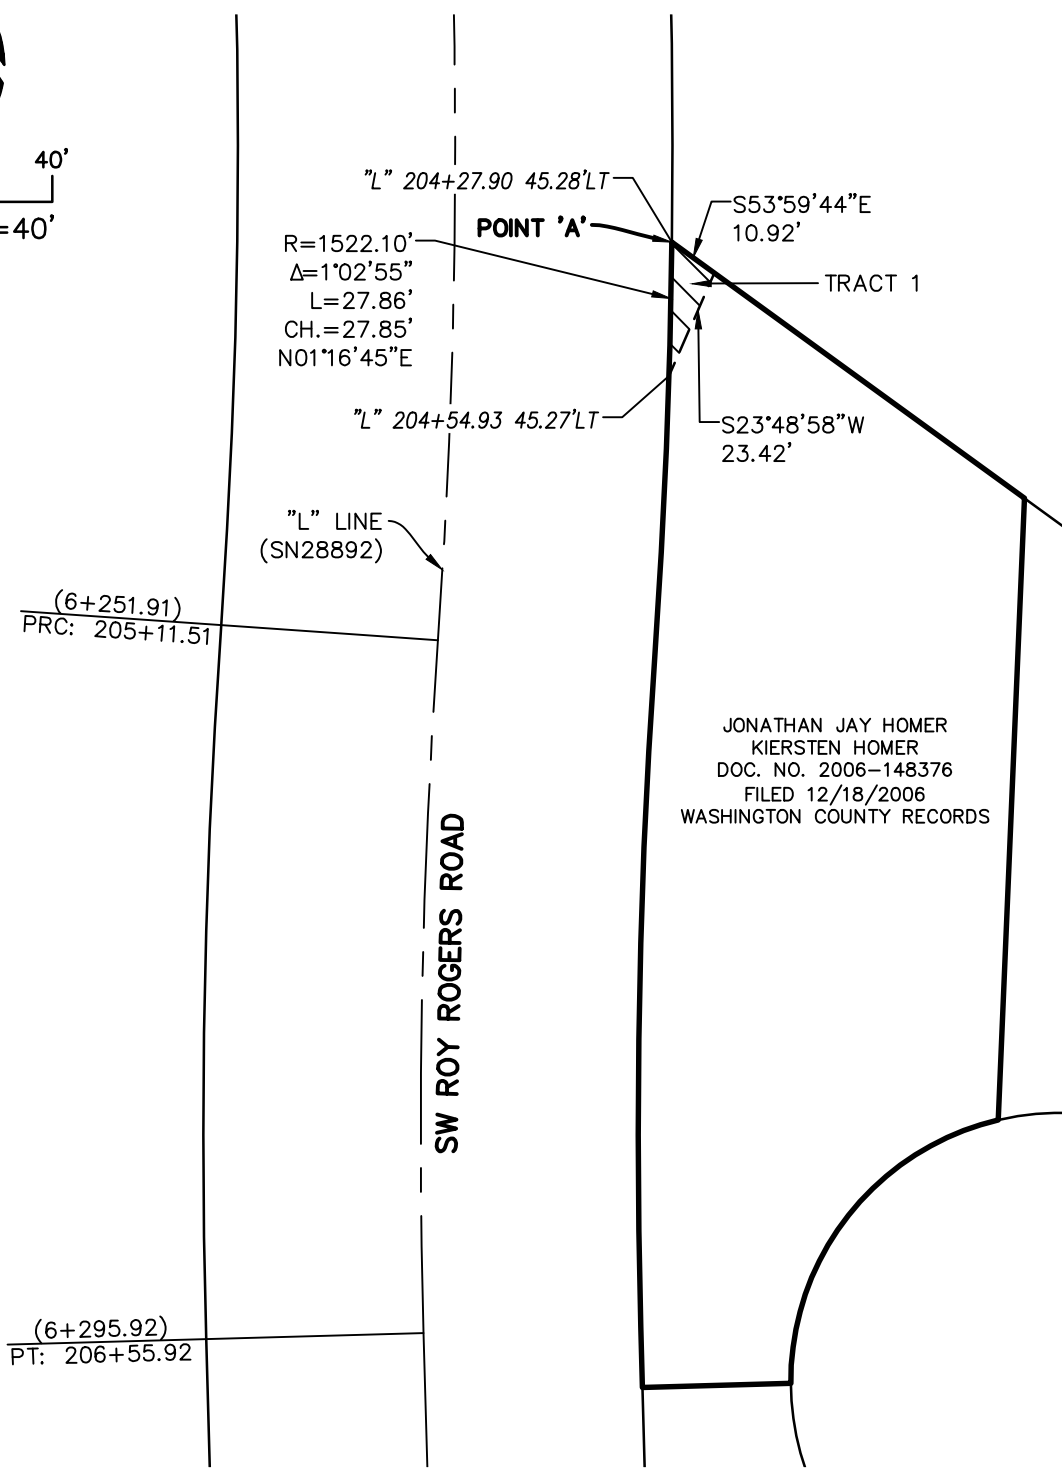 40’
=40’
"L" 204+27.90 45.28’LT
POINT ’A’
S53°59’44”E
10.92’
TRACT 1
R=1522.10’
Δ=1°02’55”
L=27.86’
CH.=27.85’
N01°16’45”E
"L" 204+54.93 45.27’LT
S23°48’58”W
23.42’
"L” LINE
(SN28892)
(6+251.91)
PRC: 205+11.51
JONATHAN JAY HOMER
KIERSTEN HOMER
DOC. NO. 2006–148376
FILED 12/18/2006
WASHINGTON COUNTY RECORDS
SW ROY ROGERS ROAD
(6+295.92)
PT: 206+55.92